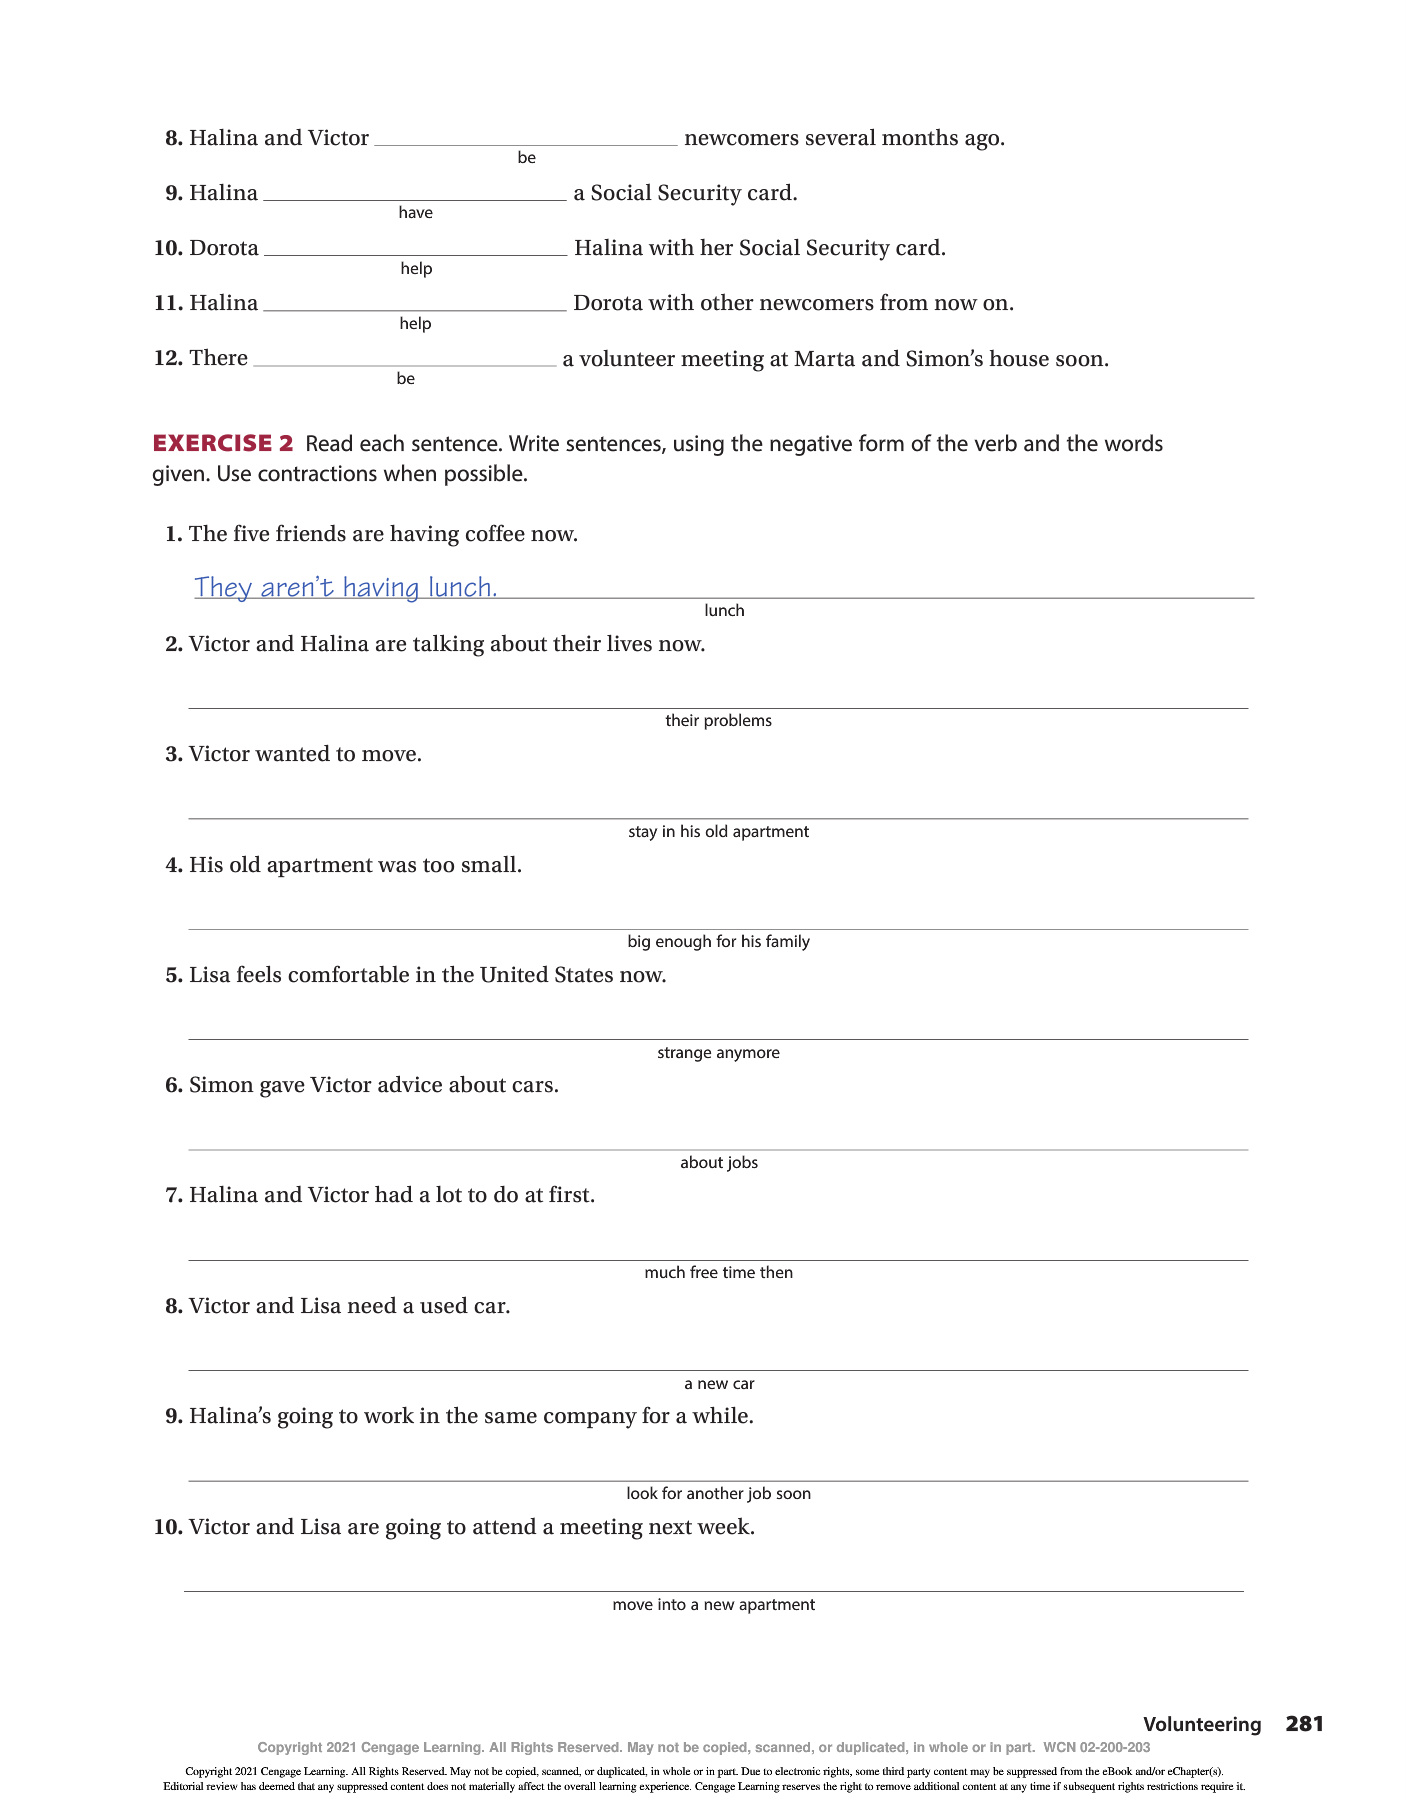 8. Halina and Victor ____ newcomers several months ago.
be
9. Halina ____ a Social Security card.
have
10. Dorota ____ Halina with her Social Security card.
help
11. Halina ____ Dorota with other newcomers from now on.
help
12. There ____ a volunteer meeting at Marta and Simon’s house soon.
be
EXERCISE 2 Read each sentence. Write sentences, using the negative form of the verb and the words
given. Use contractions when possible.
1. The five friends are having coffee now.
They aren’t having lunch.
lunch
2. Victor and Halina are talking about their lives now.
their problems
3. Victor wanted to move.
stay in his old apartment
4. His old apartment was too small.
big enough for his family
5. Lisa feels comfortable in the United States now.
strange anymore
6. Simon gave Victor advice about cars.
about jobs
7. Halina and Victor had a lot to do at first.
much free time then
8. Victor and Lisa need a used car.
a new car
9. Halina’s going to work in the same company for a while.
look for another job soon
10. Victor and Lisa are going to attend a meeting next week.
move into a new apartment
Volunteering 281
Copyright 2021 Cengage Learning. All Rights Reserved. May not be copied, scanned, or duplicated, in whole or in part. WCN 02-200-203
Copyright 2021 Cengage Learning. All Rights Reserved. May not be copied, scanned, or duplicated, in whole or in part. Due to electronic rights, some third party content may be suppressed from the eBook and/or eChapter(s).
Editorial review has deemed that any suppressed content does not materially affect the overall learning experience. Cengage Learning reserves the right to remove additional content at any time if subsequent rights restrictions require it.